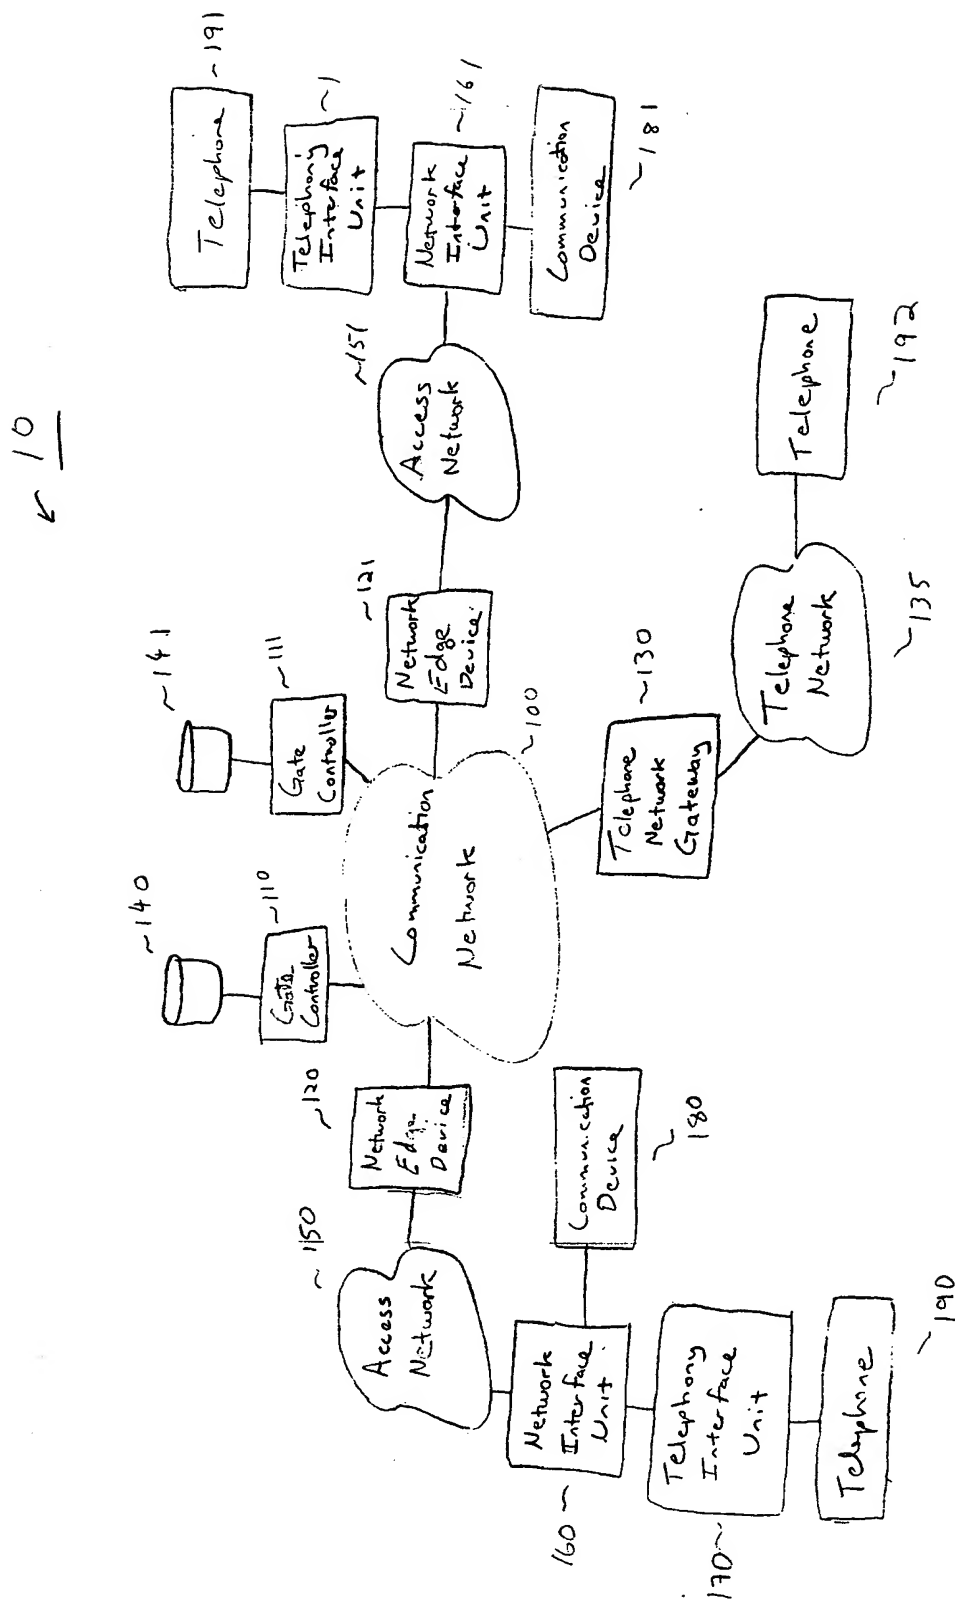 10
~140
~141
Gate
Controller
~110
Gate
Controller
~111
Telephone
~191
Telephony
Interface
Unit
~1
Network
Interface
Unit
~161
Communication
Device
~181
~150
Access
Network
~120
Network
Edge
Device
Communication
Network
~100
~121
Network
Edge
Device
~151
Access
Network
160~
Network
Interface
Unit
Communication
Device
~180
170~
Telephony
Interface
Unit
Telephone
~190
Telephone
Network
Gateway
~130
Telephone
Network
~135
Telephone
~192